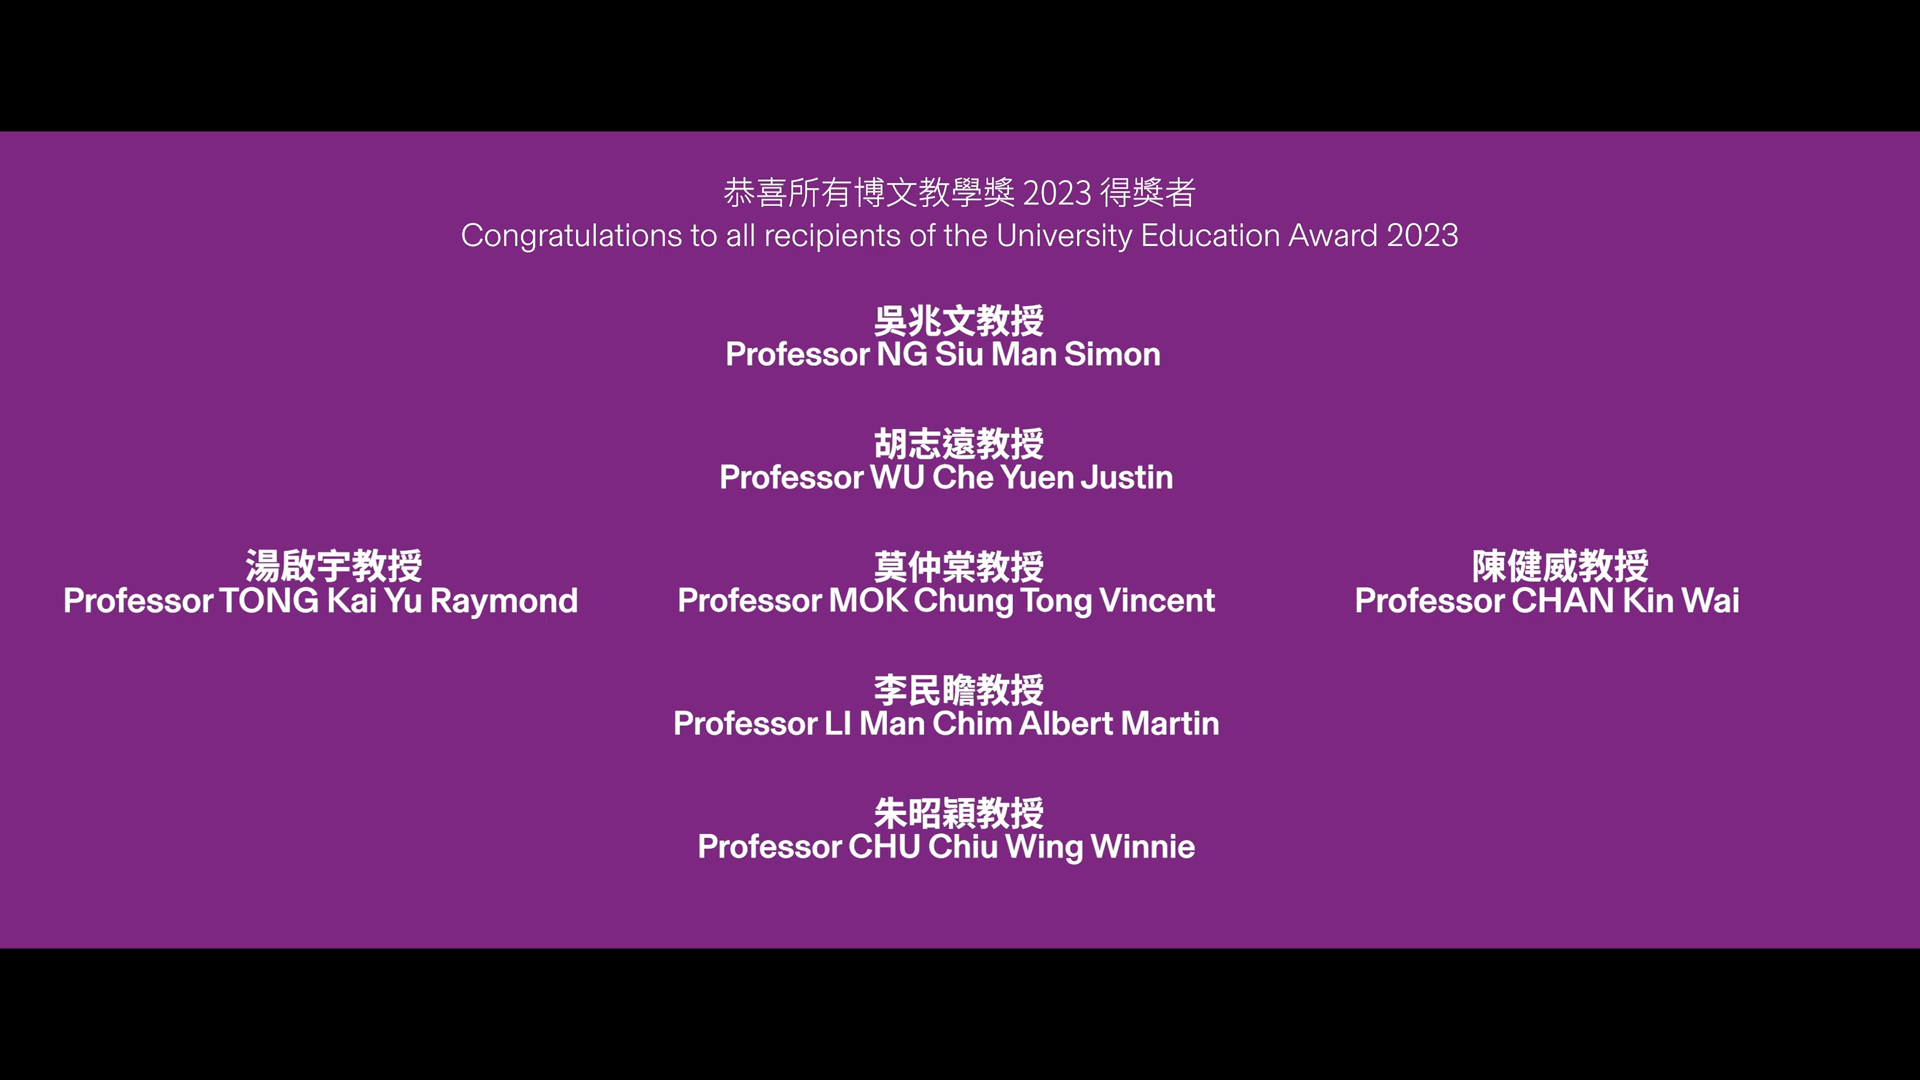 恭喜所有博文教學獎 2023 得獎者
Congratulations to all recipients of the University Education Award 2023
吳兆文教授
Professor NG Siu Man Simon
胡志遠教授
Professor WU Che Yuen Justin
湯啟宇教授
Professor TONG Kai Yu Raymond
莫仲棠教授
Professor MOK Chung Tong Vincent
陳健威教授
Professor CHAN Kin Wai
李民瞻教授
Professor LI Man Chim Albert Martin
朱昭穎教授
Professor CHU Chiu Wing Winnie